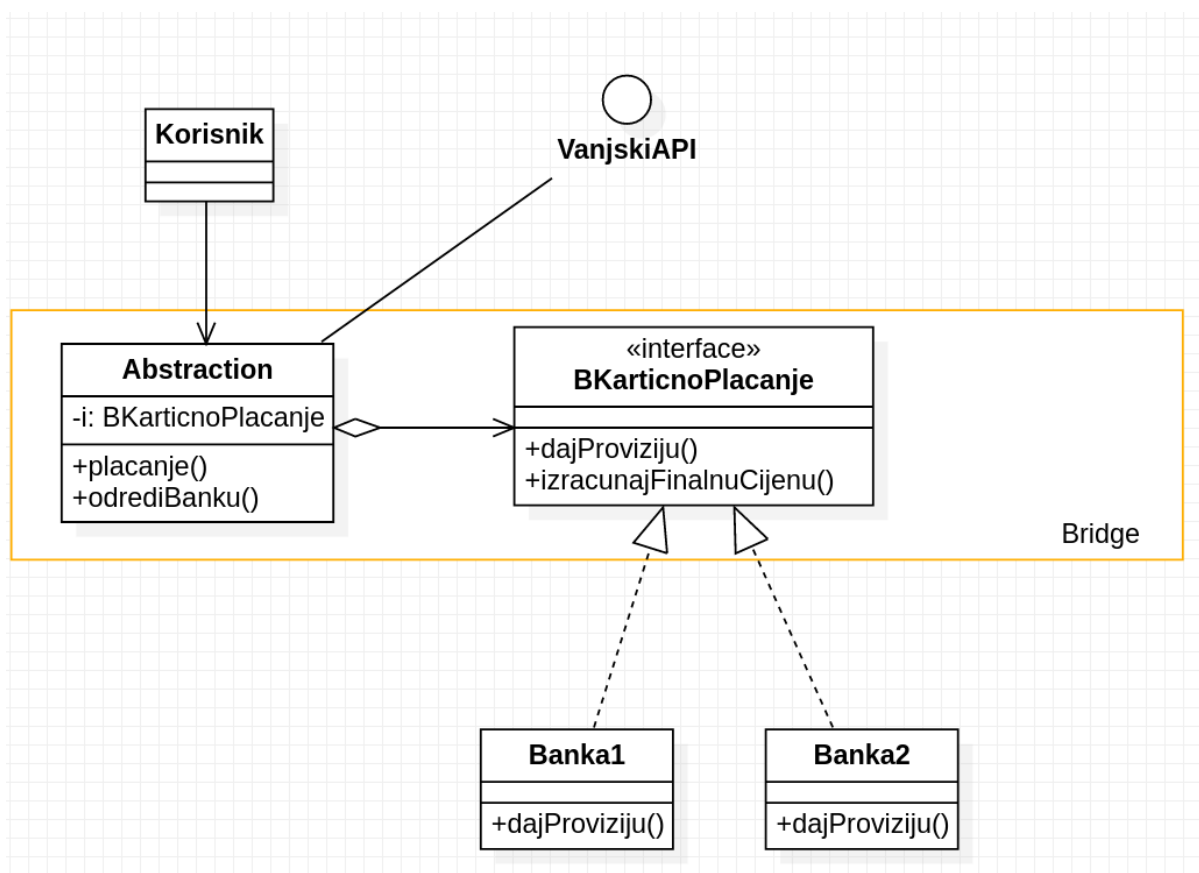 Korisnik
VanjskiAPI
Abstraction
-i: BKarticnoPlacanje
+placanje()
+odrediBanku()
«interface»
BKarticnoPlacanje
+dajProviziju()
+izracunajFinalnuCijenu()
Bridge
Banka1
+dajProviziju()
Banka2
+dajProviziju()